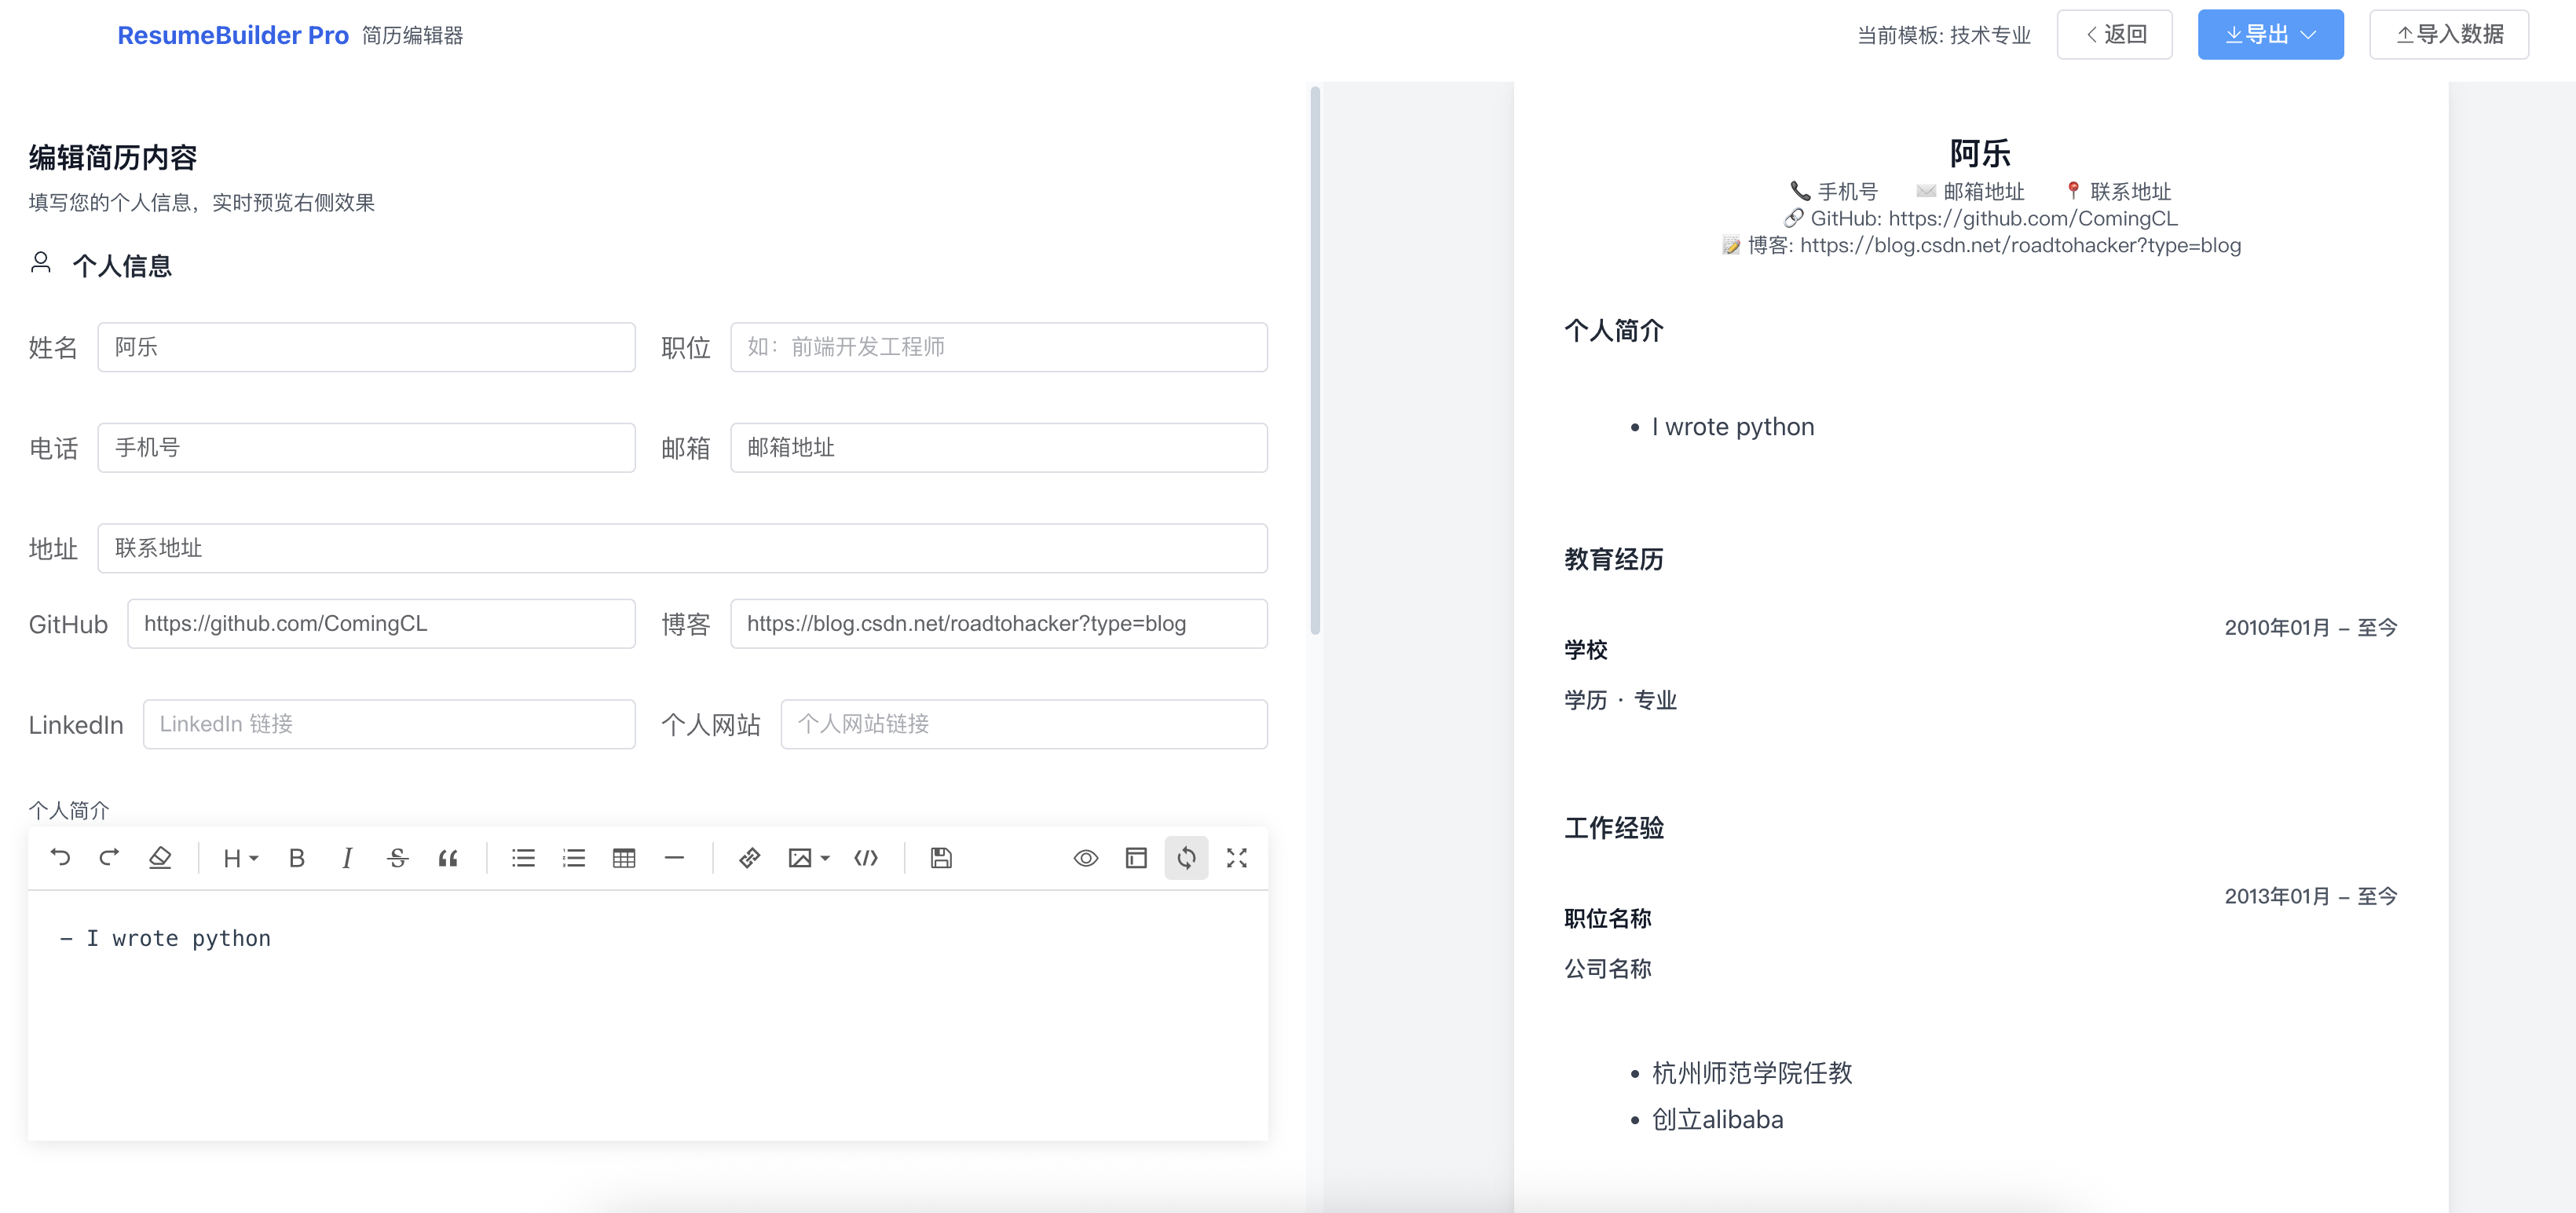 ResumeBuilder Pro 简历编辑器
当前模板: 技术专业
返回
导出
导入数据
编辑简历内容
填写您的个人信息，实时预览右侧效果
个人信息
姓名 阿乐
职位 如：前端开发工程师
电话 手机号
邮箱 邮箱地址
地址 联系地址
GitHub https://github.com/ComingCL
博客 https://blog.csdn.net/roadtohacker?type=blog
LinkedIn LinkedIn 链接
个人网站 个人网站链接
个人简介
H B I S
- I wrote python
阿乐
手机号 邮箱地址 联系地址
GitHub: https://github.com/ComingCL
博客: https://blog.csdn.net/roadtohacker?type=blog
个人简介
• I wrote python
教育经历
2010年01月 – 至今
学校
学历 · 专业
工作经验
2013年01月 – 至今
职位名称
公司名称
• 杭州师范学院任教
• 创立alibaba